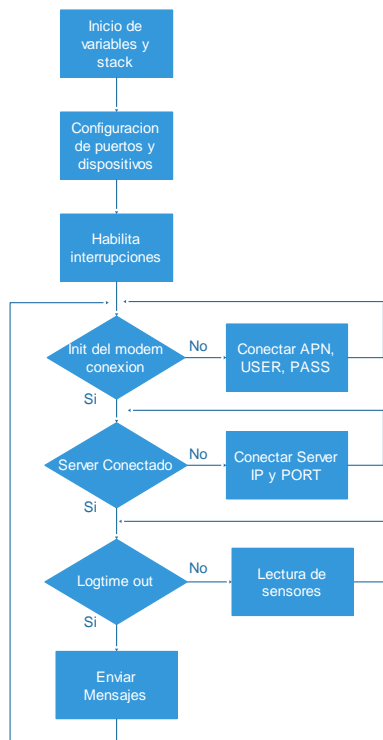 Inicio de
variables y
stack
Configuracion
de puertos y
dispositivos
Habilita
interrupciones
Init del modem
conexion
No
Conectar APN,
USER, PASS
Si
Server Conectado
No
Conectar Server
IP y PORT
Si
Logtime out
No
Lectura de
sensores
Si
Enviar
Mensajes